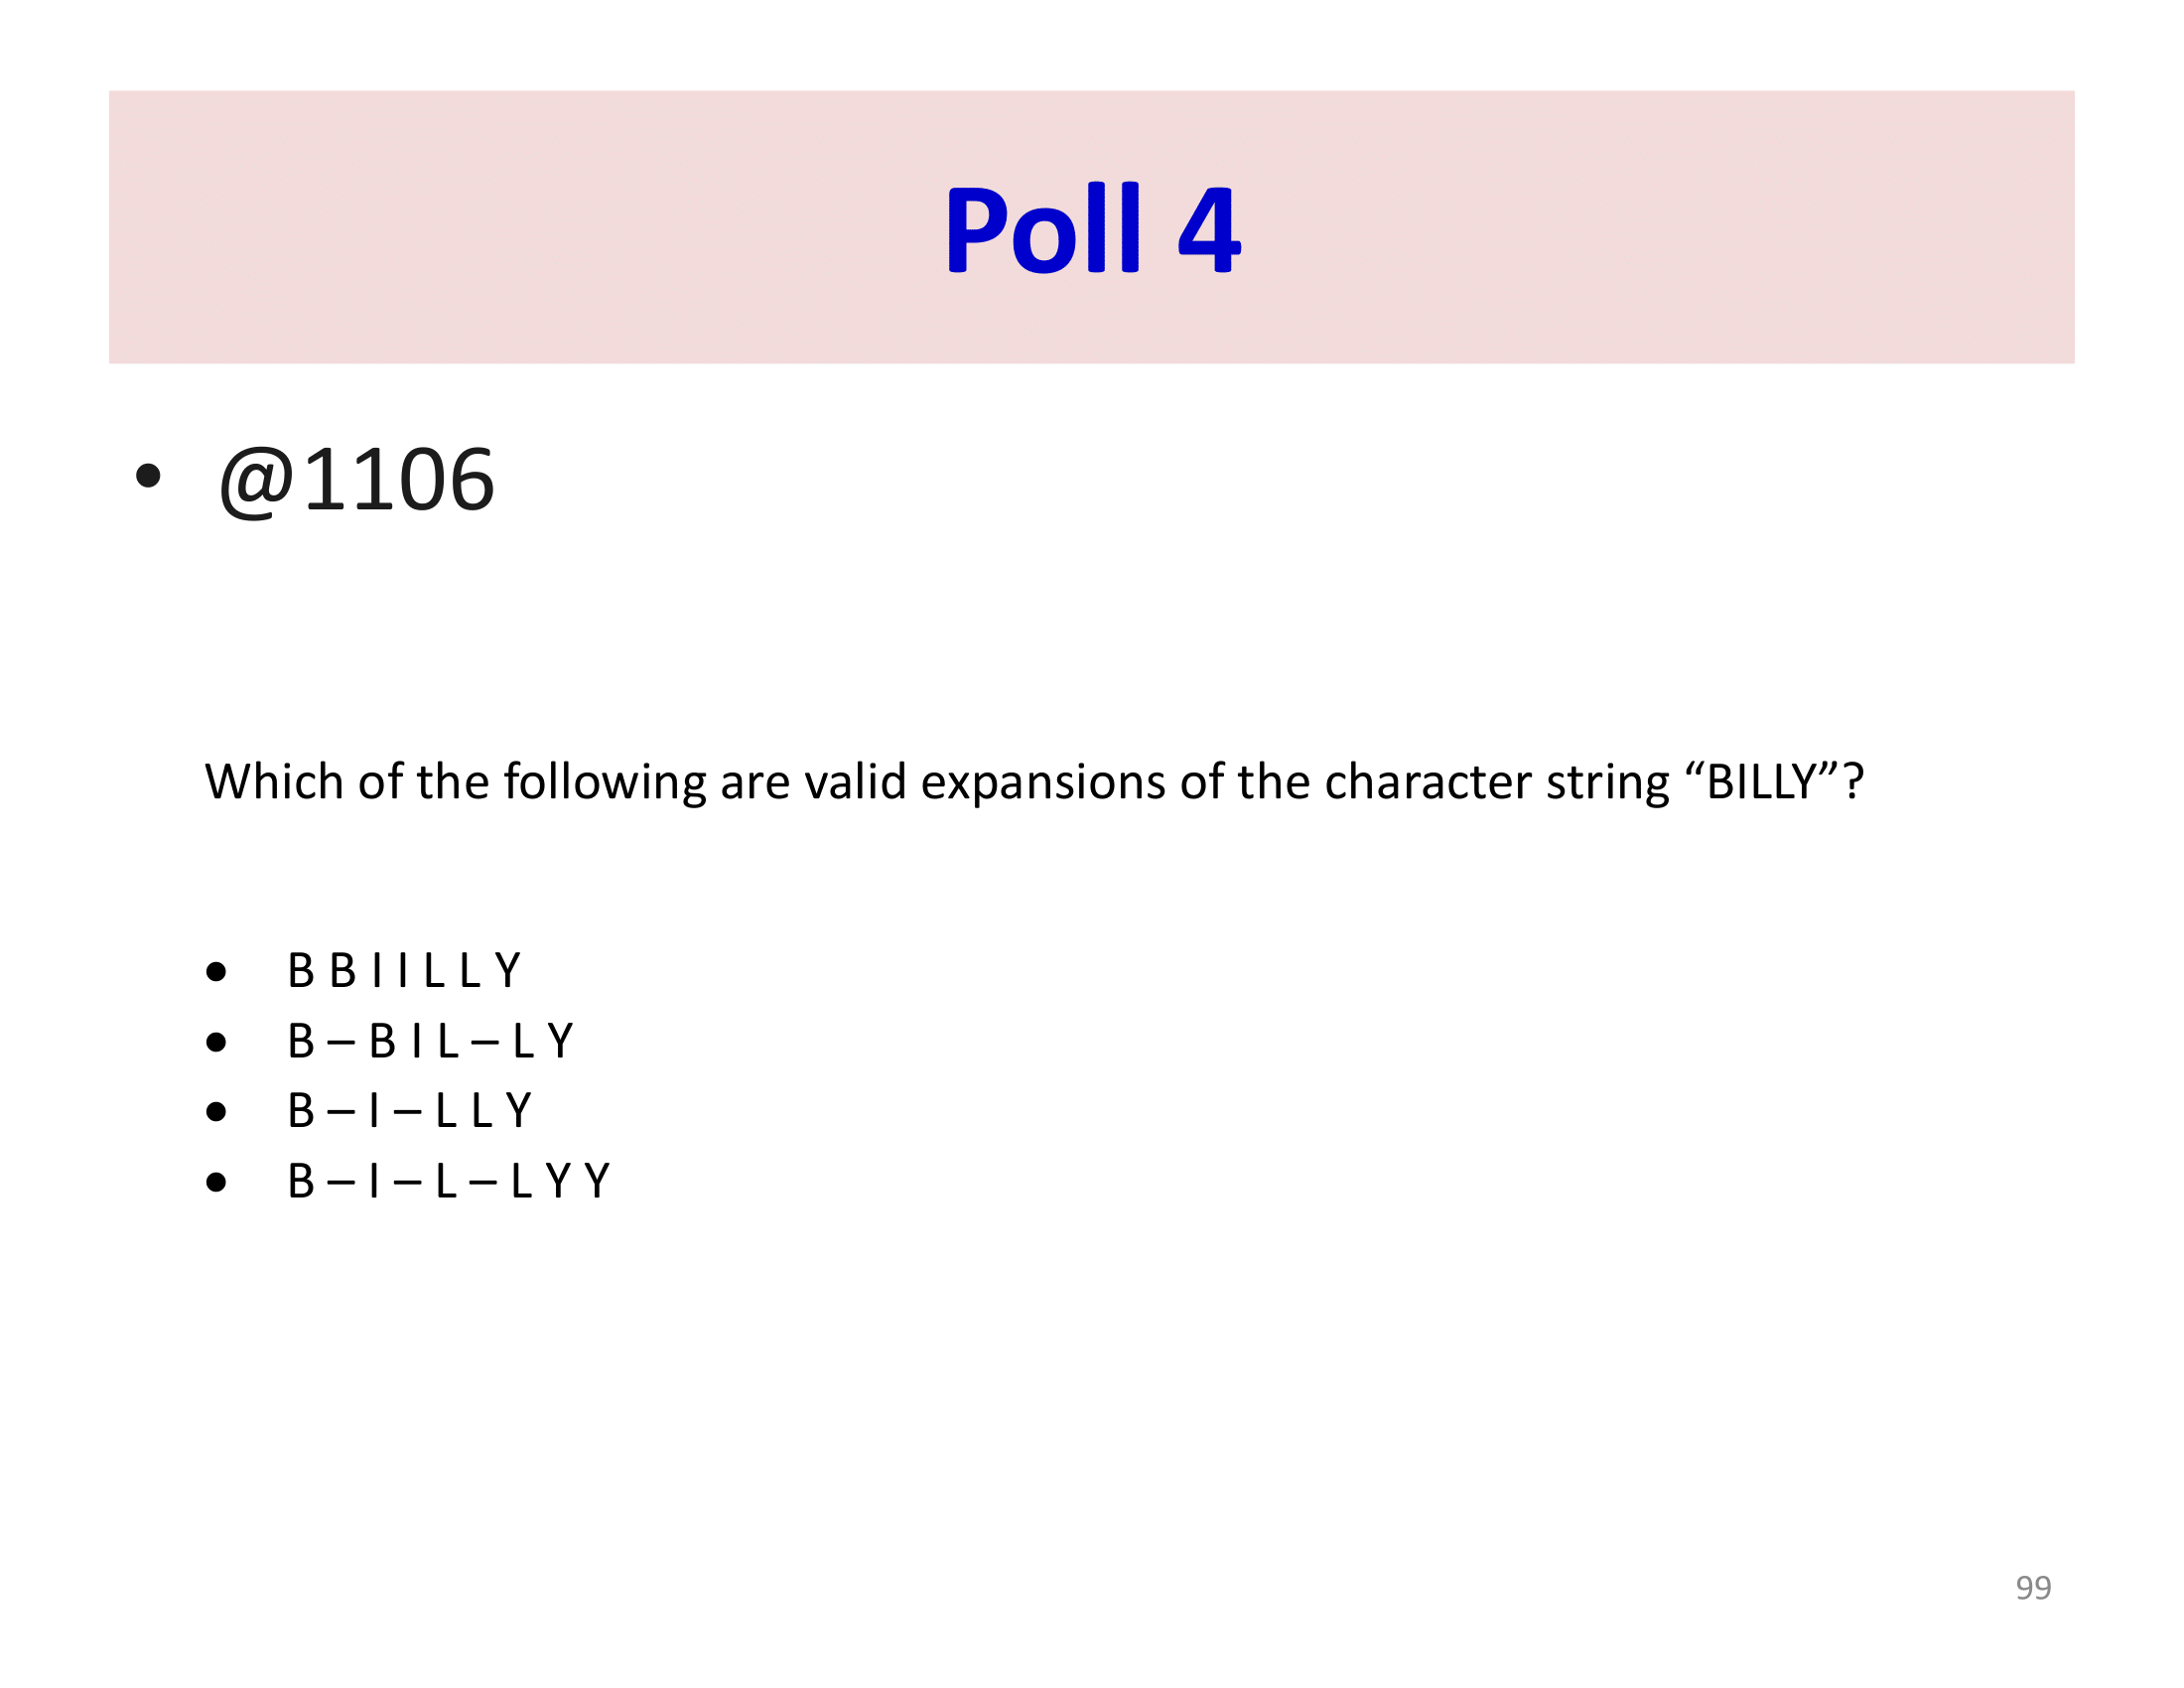 Poll 4
• @1106
Which of the following are valid expansions of the character string “BILLY”?
• B B I I L L Y
• B – B I L – L Y
• B – I – L L Y
• B – I – L – L Y Y
99